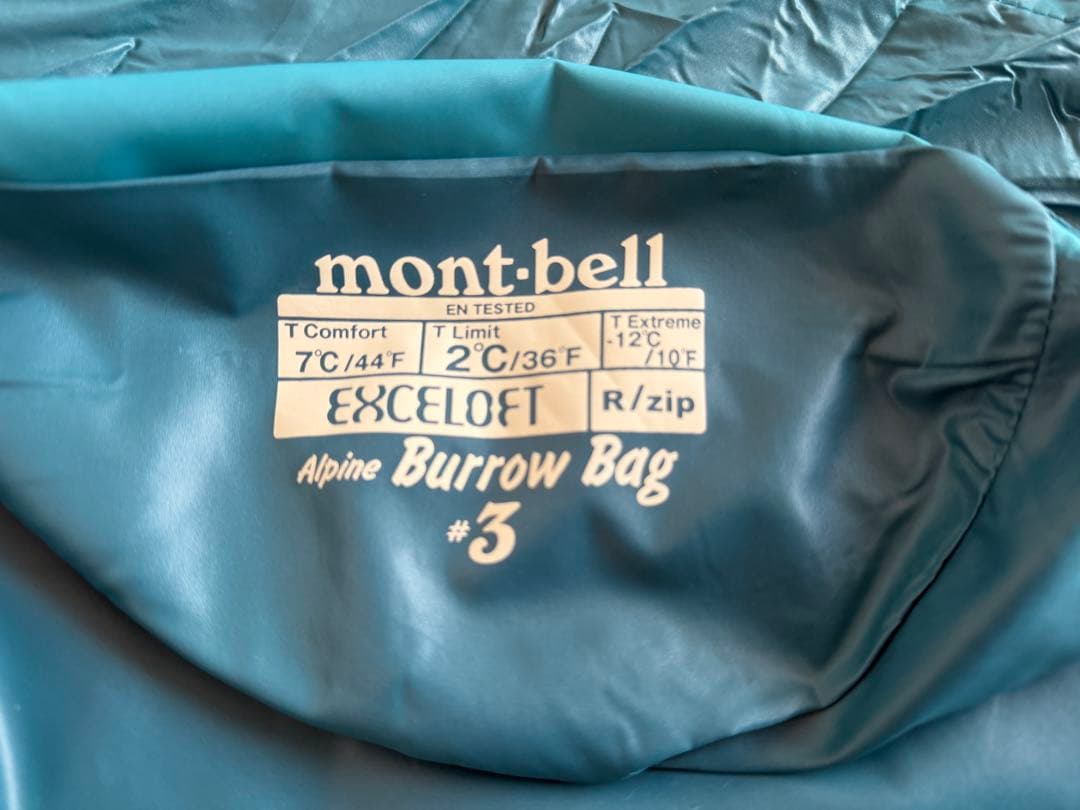 mont·bell
EN TESTED
T Comfort
7℃/44°F
T Limit
2℃/36°F
T Extreme
-12℃
/10°F
EXCELOFT
R/zip
Alpine Burrow Bag
#3